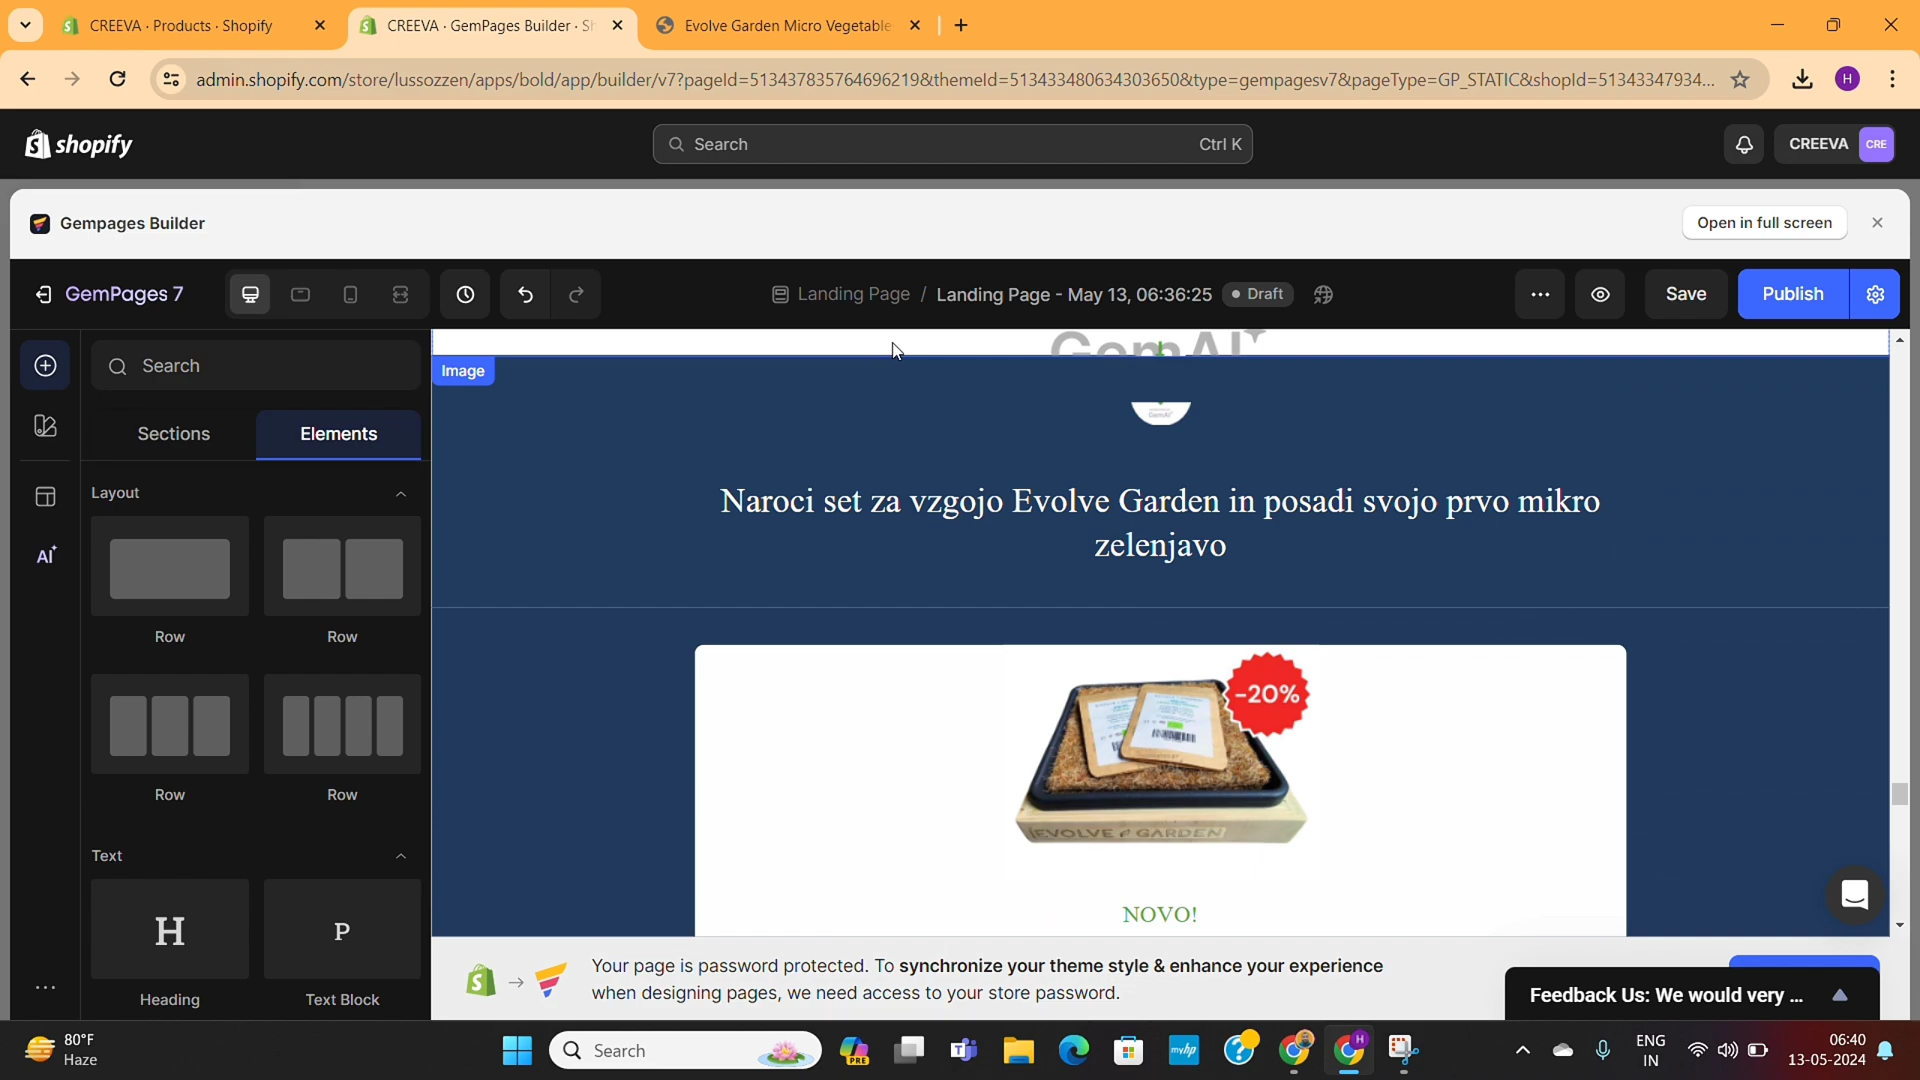 CREEVA · Products · Shopify
CREEVA · GemPages Builder · Sh
Evolve Garden Micro Vegetable
admin.shopify.com/store/lussozzen/apps/bold/app/builder/v7?pageId=513437835764696219&themeId=513433480634303650&type=gempagesv7&pageType=GP_STATIC&shopId=51343347934...
H
shopify
Search
Ctrl K
CREEVA
CRE
Gempages Builder
Open in full screen
GemPages 7
Landing Page / Landing Page - May 13, 06:36:25
Draft
Save
Publish
Search
GemAI
Image
GemAI
Sections
Elements
Layout
Row
Row
Row
Row
AI
Text
H
P
Heading
Text Block
Naroci set za vzgojo Evolve Garden in posadi svojo prvo mikro
zelenjavo
-20%
EVOLVE GARDEN
NOVO!
Your page is password protected. To synchronize your theme style & enhance your experience
when designing pages, we need access to your store password.
Feedback Us: We would very ...
80°F
Haze
Search
PRE
myhp
H
ENG
IN
06:40
13-05-2024